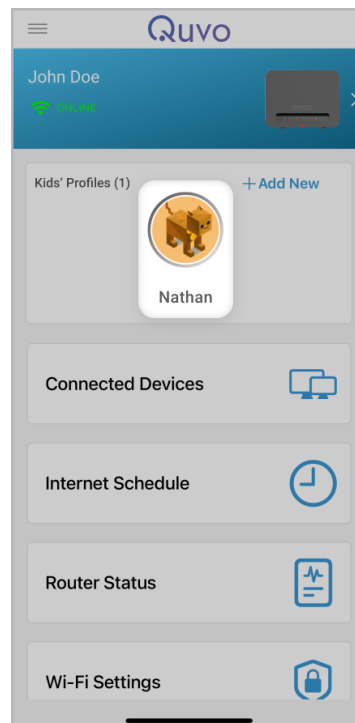 Quvo
John Doe
ONLINE
Kids' Profiles (1)
+Add New
Nathan
Connected Devices
Internet Schedule
Router Status
Wi-Fi Settings